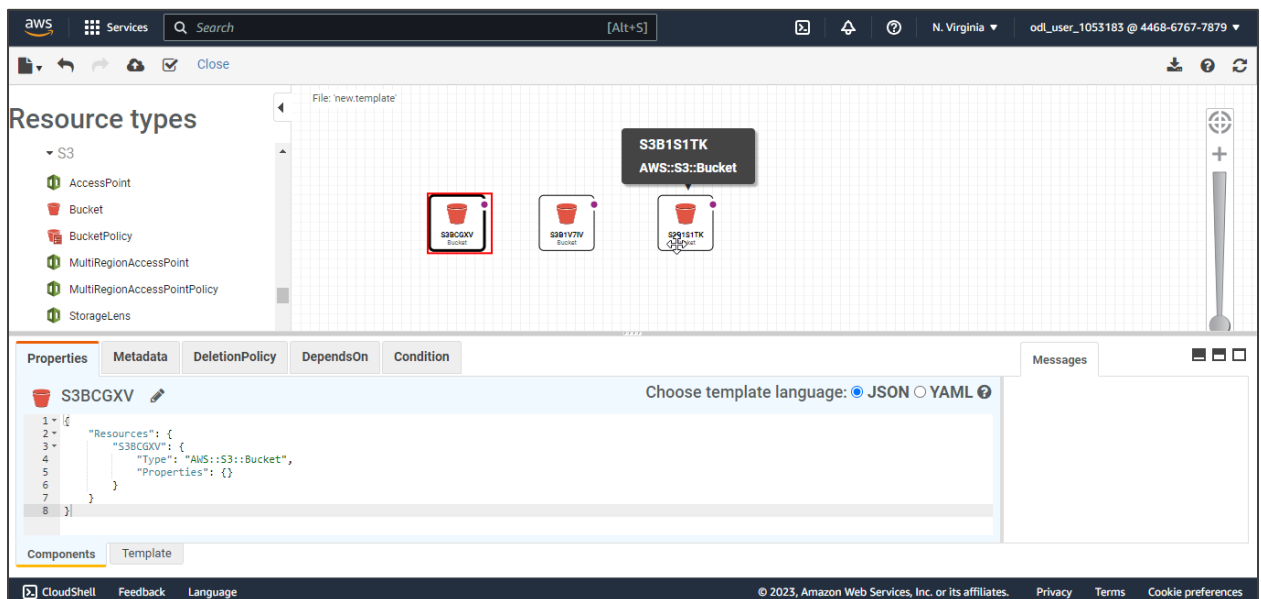 aws Services Search [Alt+S] N. Virginia ▼ odl_user_1053183 @ 4468-6767-7879 ▼
Close
Resource types
S3
AccessPoint
Bucket
BucketPolicy
MultiRegionAccessPoint
MultiRegionAccessPointPolicy
StorageLens
File: 'new.template'
S3B1S1TK
AWS::S3::Bucket
S3BCGXV
Bucket
S3B1V7IV
Bucket
Properties Metadata DeletionPolicy DependsOn Condition
Messages
S3BCGXV
Choose template language: JSON YAML
1 {
2 "Resources": {
3 "S3BCGXV": {
4 "Type": "AWS::S3::Bucket",
5 "Properties": {}
6 }
7 }
8 }
Components Template
CloudShell Feedback Language © 2023, Amazon Web Services, Inc. or its affiliates. Privacy Terms Cookie preferences